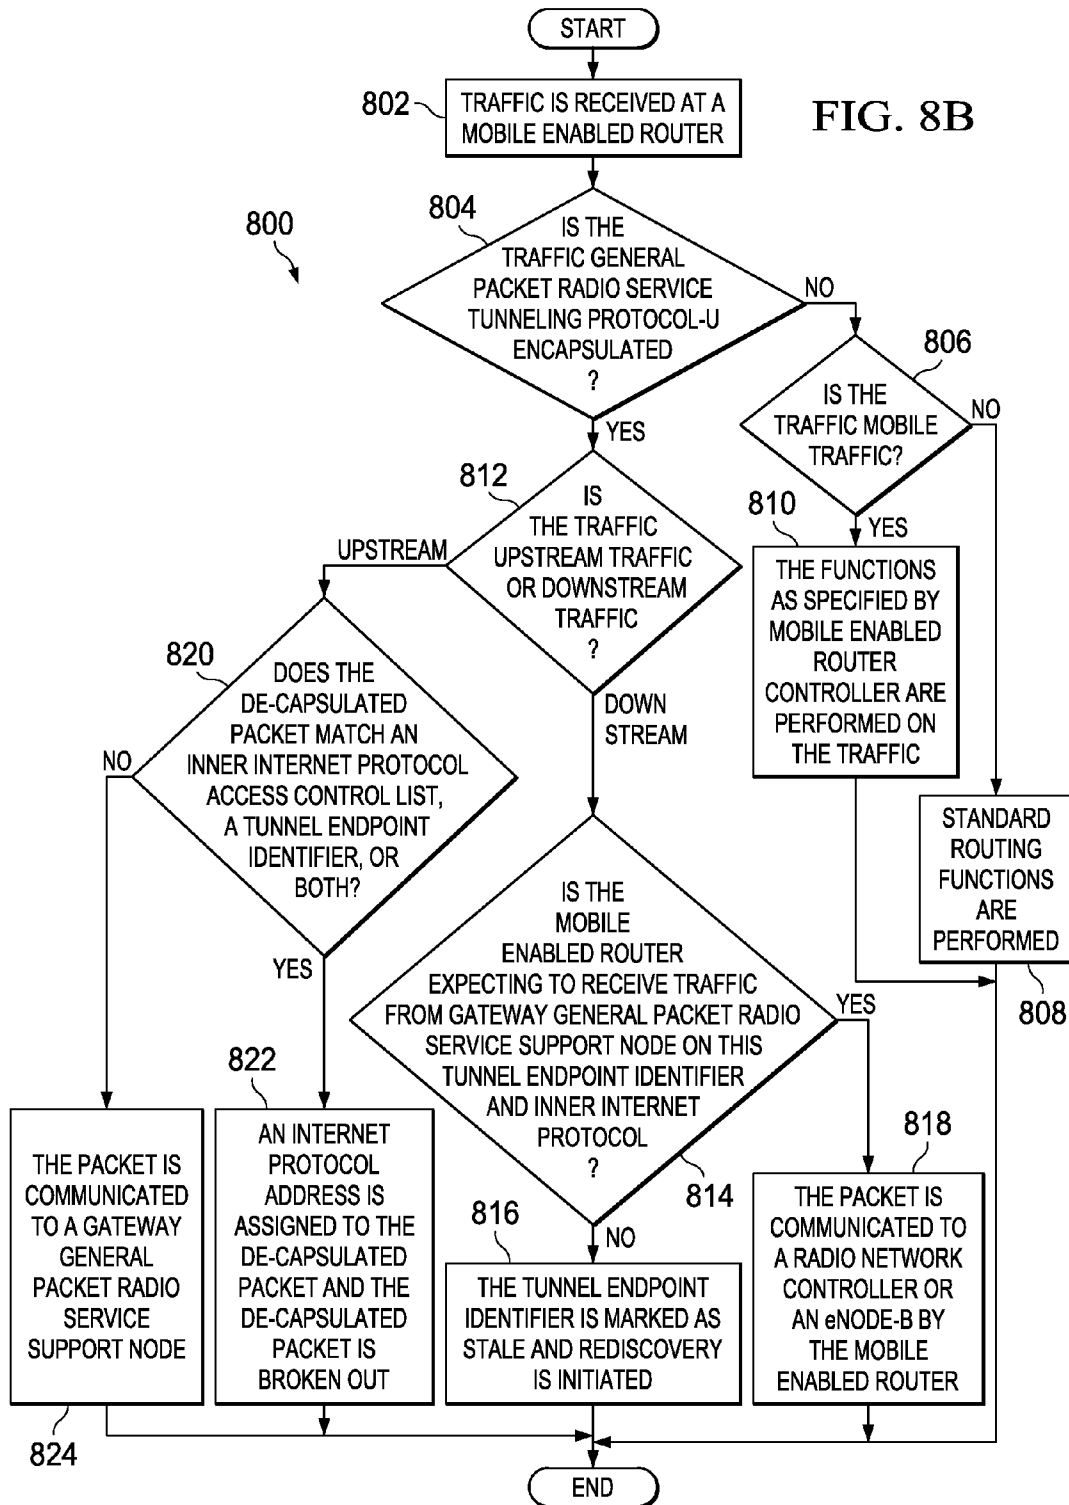 START
802
TRAFFIC IS RECEIVED AT A
MOBILE ENABLED ROUTER
FIG. 8B
800
804
IS THE
TRAFFIC GENERAL
PACKET RADIO SERVICE
TUNNELING PROTOCOL-U
ENCAPSULATED
?
NO
YES
806
IS THE
TRAFFIC MOBILE
TRAFFIC?
NO
YES
812
IS
THE TRAFFIC
UPSTREAM TRAFFIC
OR DOWNSTREAM
TRAFFIC
?
UPSTREAM
DOWN
STREAM
810
THE FUNCTIONS
AS SPECIFIED BY
MOBILE ENABLED
ROUTER
CONTROLLER ARE
PERFORMED ON
THE TRAFFIC
820
DOES THE
DE-CAPSULATED
PACKET MATCH AN
INNER INTERNET PROTOCOL
ACCESS CONTROL LIST,
A TUNNEL ENDPOINT
IDENTIFIER, OR
BOTH?
NO
YES
STANDARD
ROUTING
FUNCTIONS
ARE
PERFORMED
808
IS THE
MOBILE
ENABLED ROUTER
EXPECTING TO RECEIVE TRAFFIC
FROM GATEWAY GENERAL PACKET RADIO
SERVICE SUPPORT NODE ON THIS
TUNNEL ENDPOINT IDENTIFIER
AND INNER INTERNET
PROTOCOL
?
YES
814
NO
THE PACKET IS
COMMUNICATED
TO A GATEWAY
GENERAL
PACKET RADIO
SERVICE
SUPPORT NODE
824
822
AN INTERNET
PROTOCOL
ADDRESS IS
ASSIGNED TO THE
DE-CAPSULATED
PACKET AND THE
DE-CAPSULATED
PACKET IS
BROKEN OUT
816
THE TUNNEL ENDPOINT
IDENTIFIER IS MARKED AS
STALE AND REDISCOVERY
IS INITIATED
818
THE PACKET IS
COMMUNICATED TO
A RADIO NETWORK
CONTROLLER OR
AN eNODE-B BY
THE MOBILE
ENABLED ROUTER
END